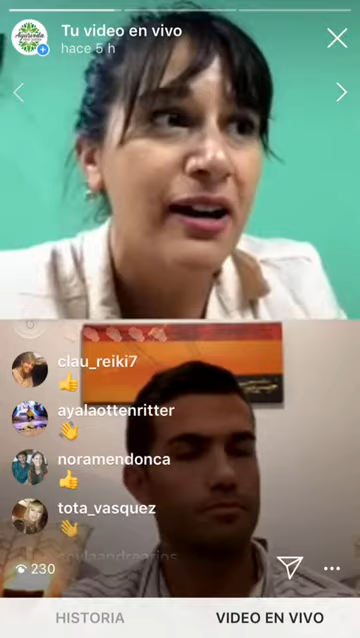 Tu video en vivo
hace 5 h
clau_reiki7
ayalaottenritter
noramendonca
tota_vasquez
230
HISTORIA
VIDEO EN VIVO